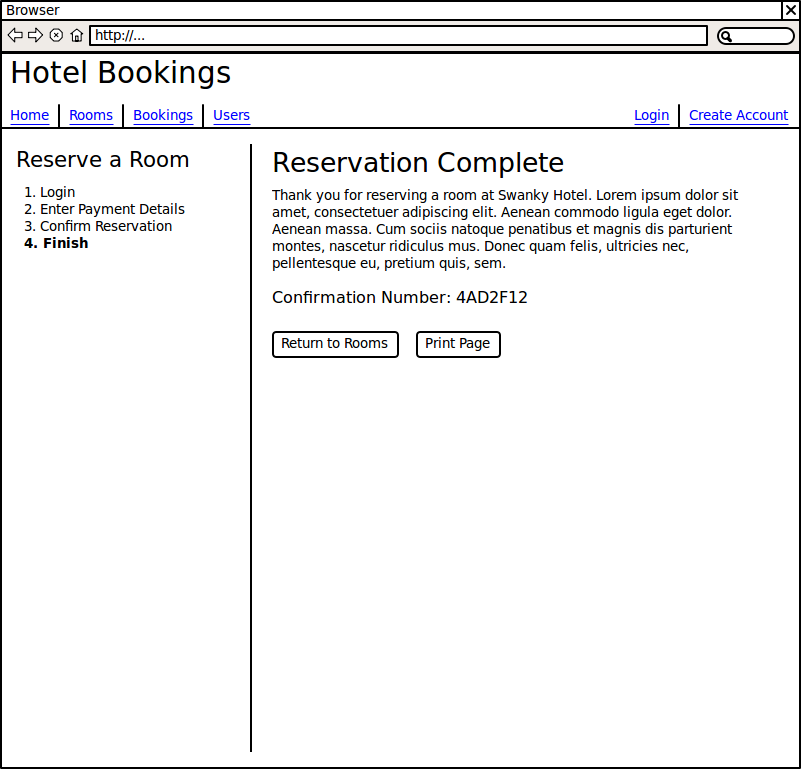 Browser
http://...
Hotel Bookings
Home Rooms Bookings Users Login Create Account
Reserve a Room
1. Login
2. Enter Payment Details
3. Confirm Reservation
4. Finish
Reservation Complete
Thank you for reserving a room at Swanky Hotel. Lorem ipsum dolor sit
amet, consectetuer adipiscing elit. Aenean commodo ligula eget dolor.
Aenean massa. Cum sociis natoque penatibus et magnis dis parturient
montes, nascetur ridiculus mus. Donec quam felis, ultricies nec,
pellentesque eu, pretium quis, sem.
Confirmation Number: 4AD2F12
Return to Rooms Print Page